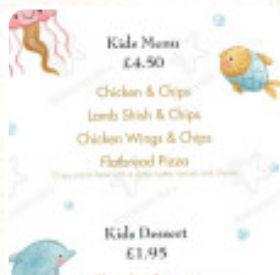 Kids Menu
£4.50
Chicken & Chips
Lamb Shish & Chips
Chicken Wings & Chips
Flatbread Pizza
Kids Dessert
£1.95